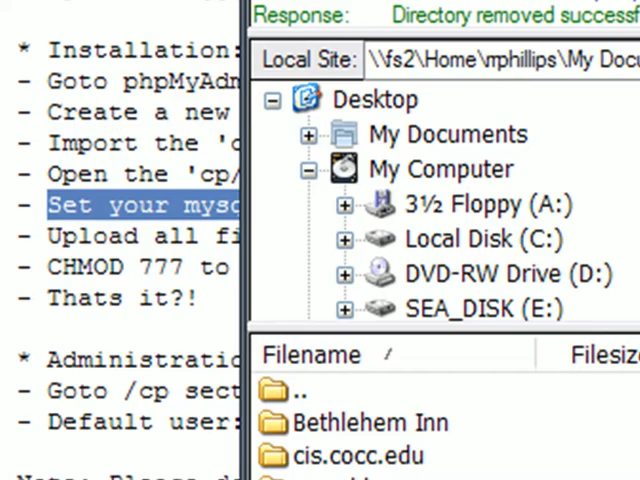 * Installation:
- Goto phpMyAdm
- Create a new
- Import the 'c
- Open the 'cp/
- Set your mysq
- Upload all fi
- CHMOD 777 to
- Thats it?!
* Administratio
- Goto /cp sect
- Default user:
Response: Directory removed successf
Local Site: \\fs2\Home\rrphillips\My Docu
Desktop
My Documents
My Computer
3½ Floppy (A:)
Local Disk (C:)
DVD-RW Drive (D:)
SEA_DISK (E:)
Filename / Filesiz
..
Bethlehem Inn
cis.cocc.edu